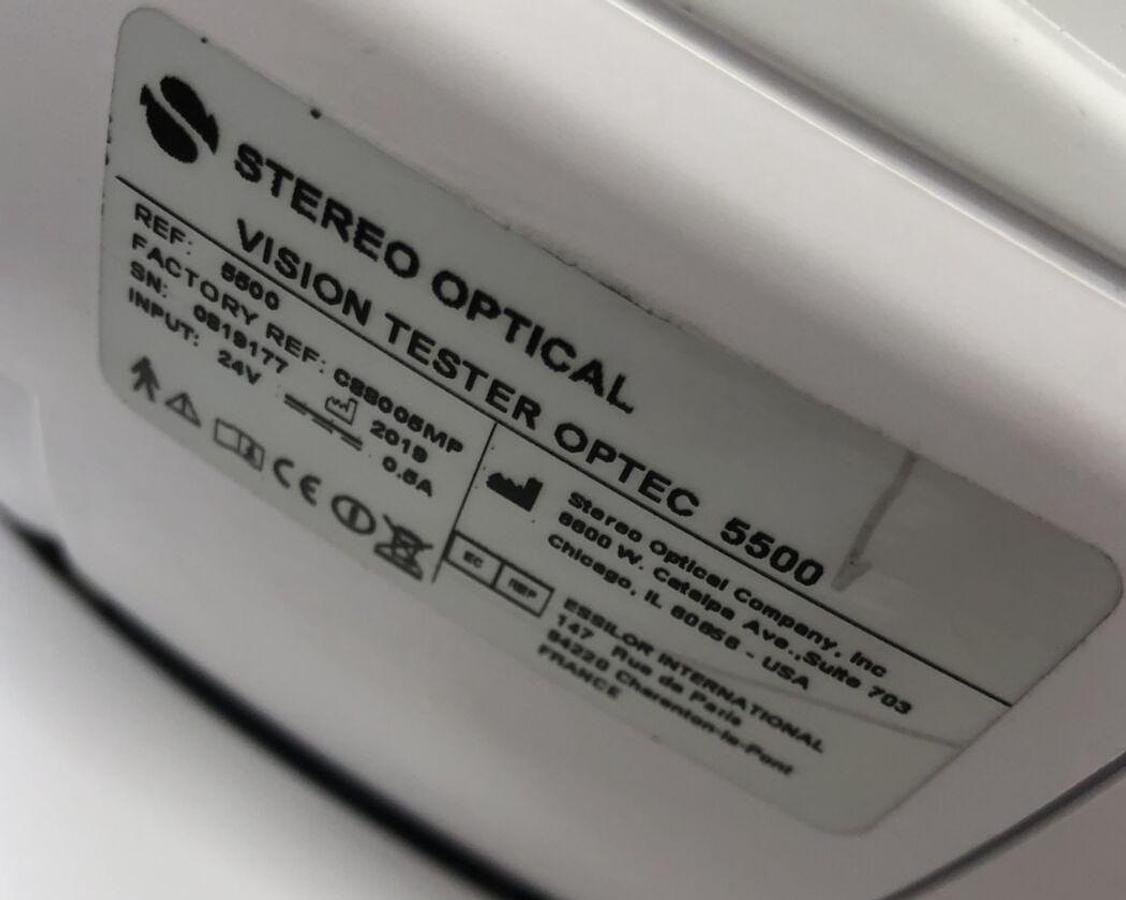 STEREO OPTICAL
VISION TESTER OPTEC 5500
REF: 5500
FACTORY REF: CSS005MP
SN: 0819177 2019
INPUT: 24V 0.5A
Stereo Optical Company, Inc
8600 W. Catalpa Ave., Suite 703
Chicago, IL 60656 - USA
EC REP
ESSILOR INTERNATIONAL
147 Rue de Paris
94220 Charenton-le-Pont
FRANCE